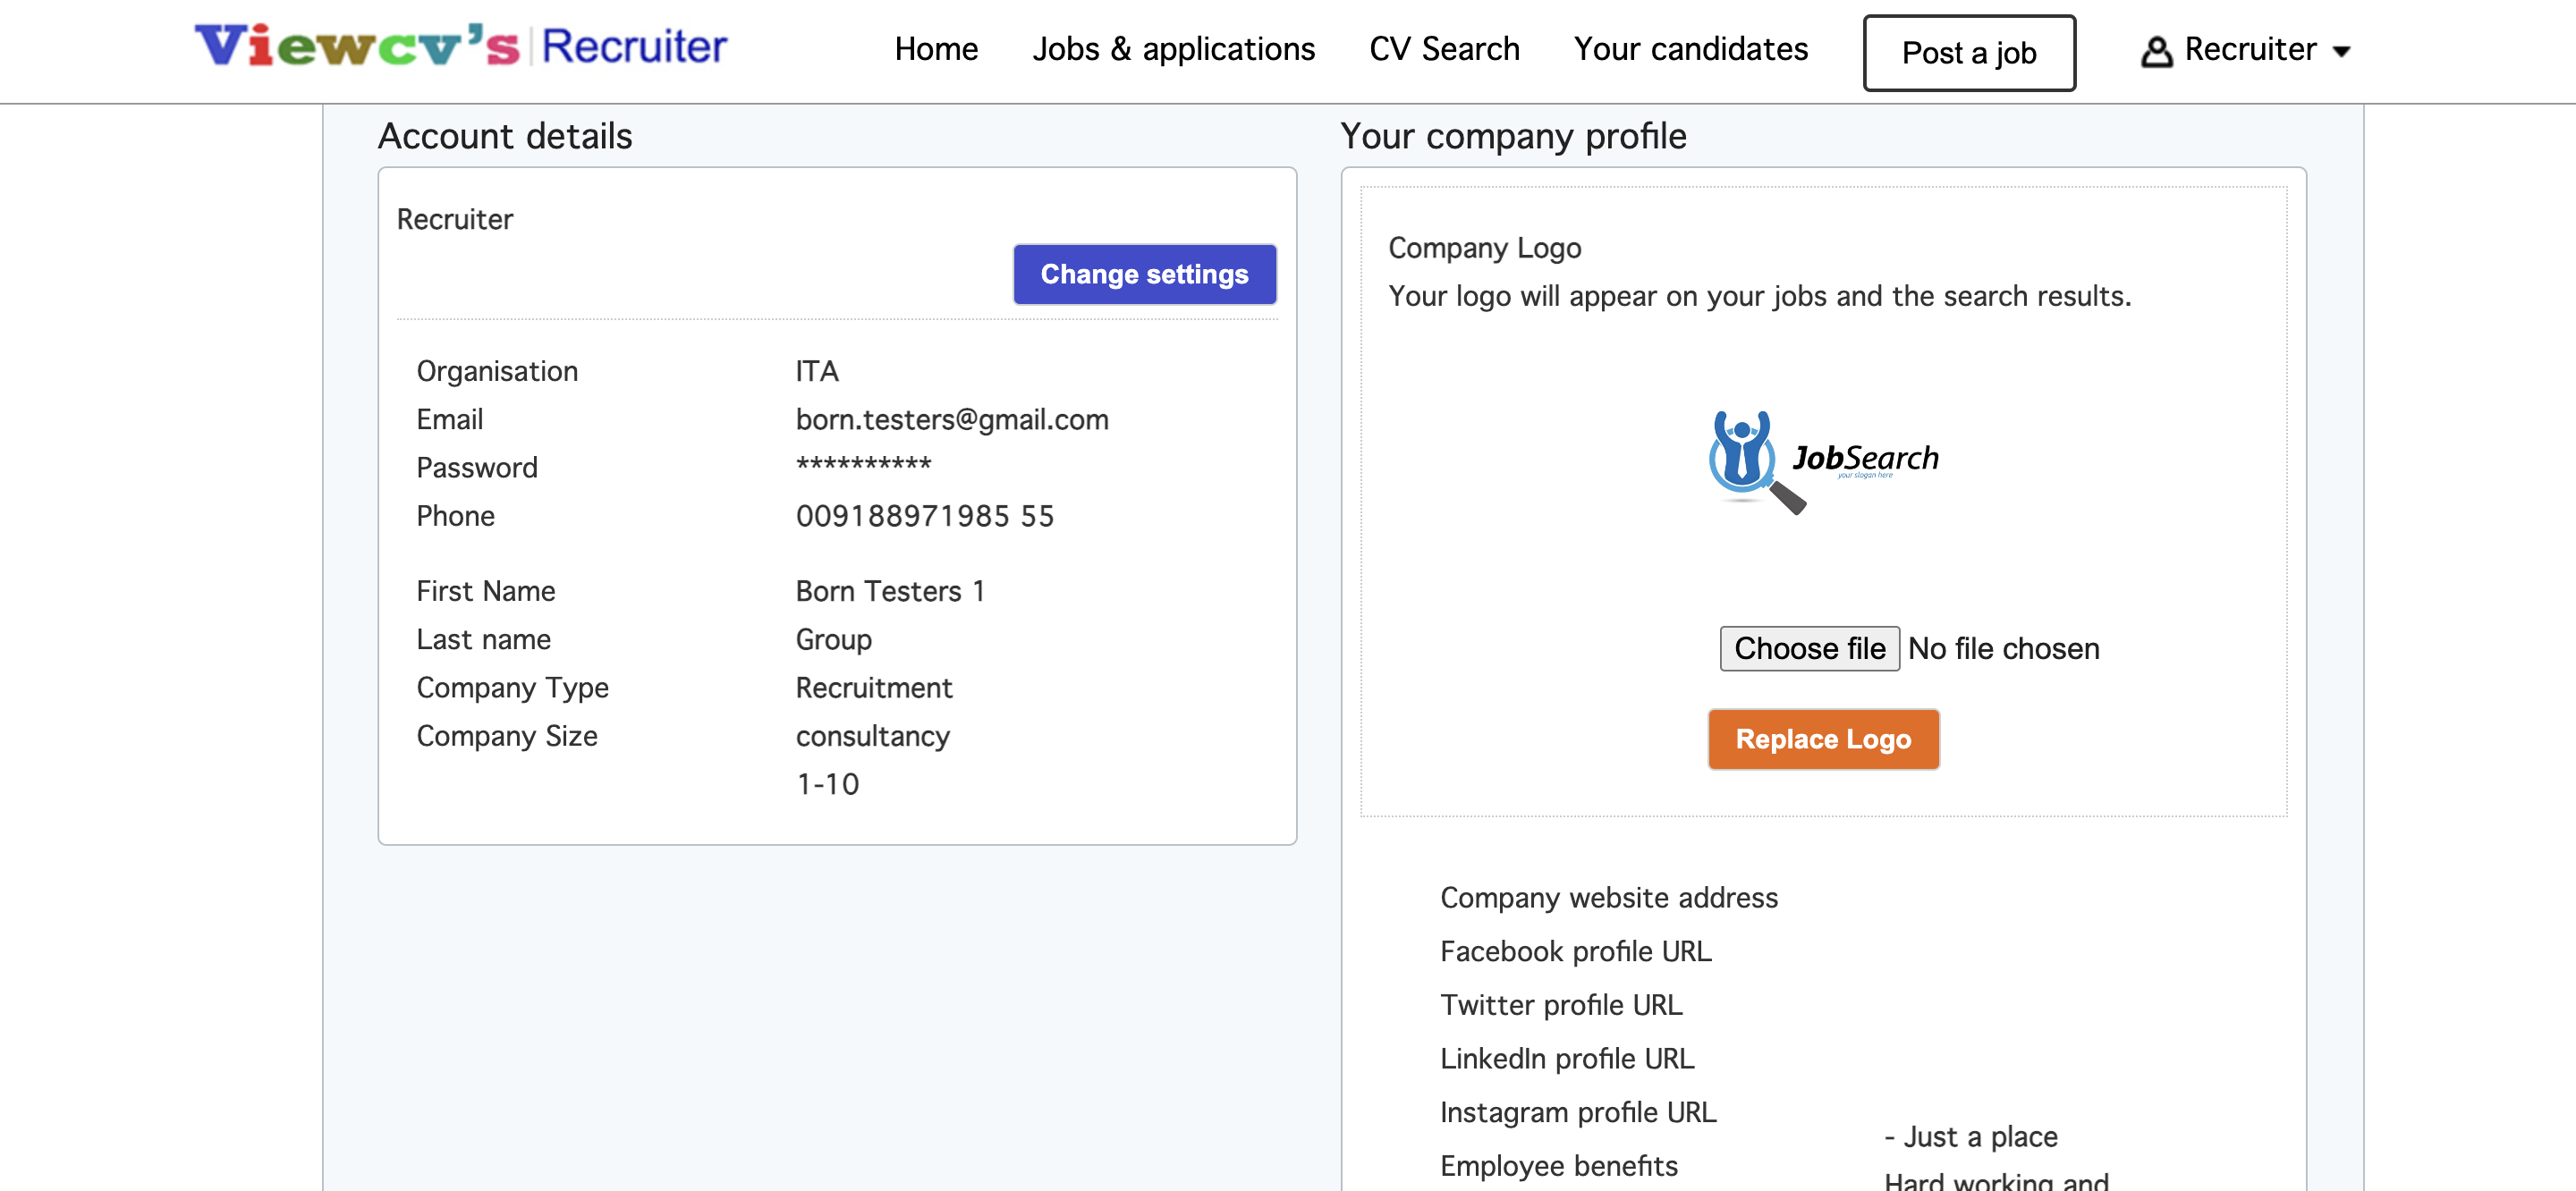 Viewcv's Recruiter
Home Jobs & applications CV Search Your candidates Post a job Recruiter
Account details
Recruiter
Change settings
Organisation ITA
Email born.testers@gmail.com
Password **********
Phone 009188971985 55
First Name Born Testers 1
Last name Group
Company Type Recruitment
Company Size consultancy
1-10
Your company profile
Company Logo
Your logo will appear on your jobs and the search results.
JobSearch
your slogan here
Choose file No file chosen
Replace Logo
Company website address
Facebook profile URL
Twitter profile URL
LinkedIn profile URL
Instagram profile URL
- Just a place
Employee benefits
Hard working and